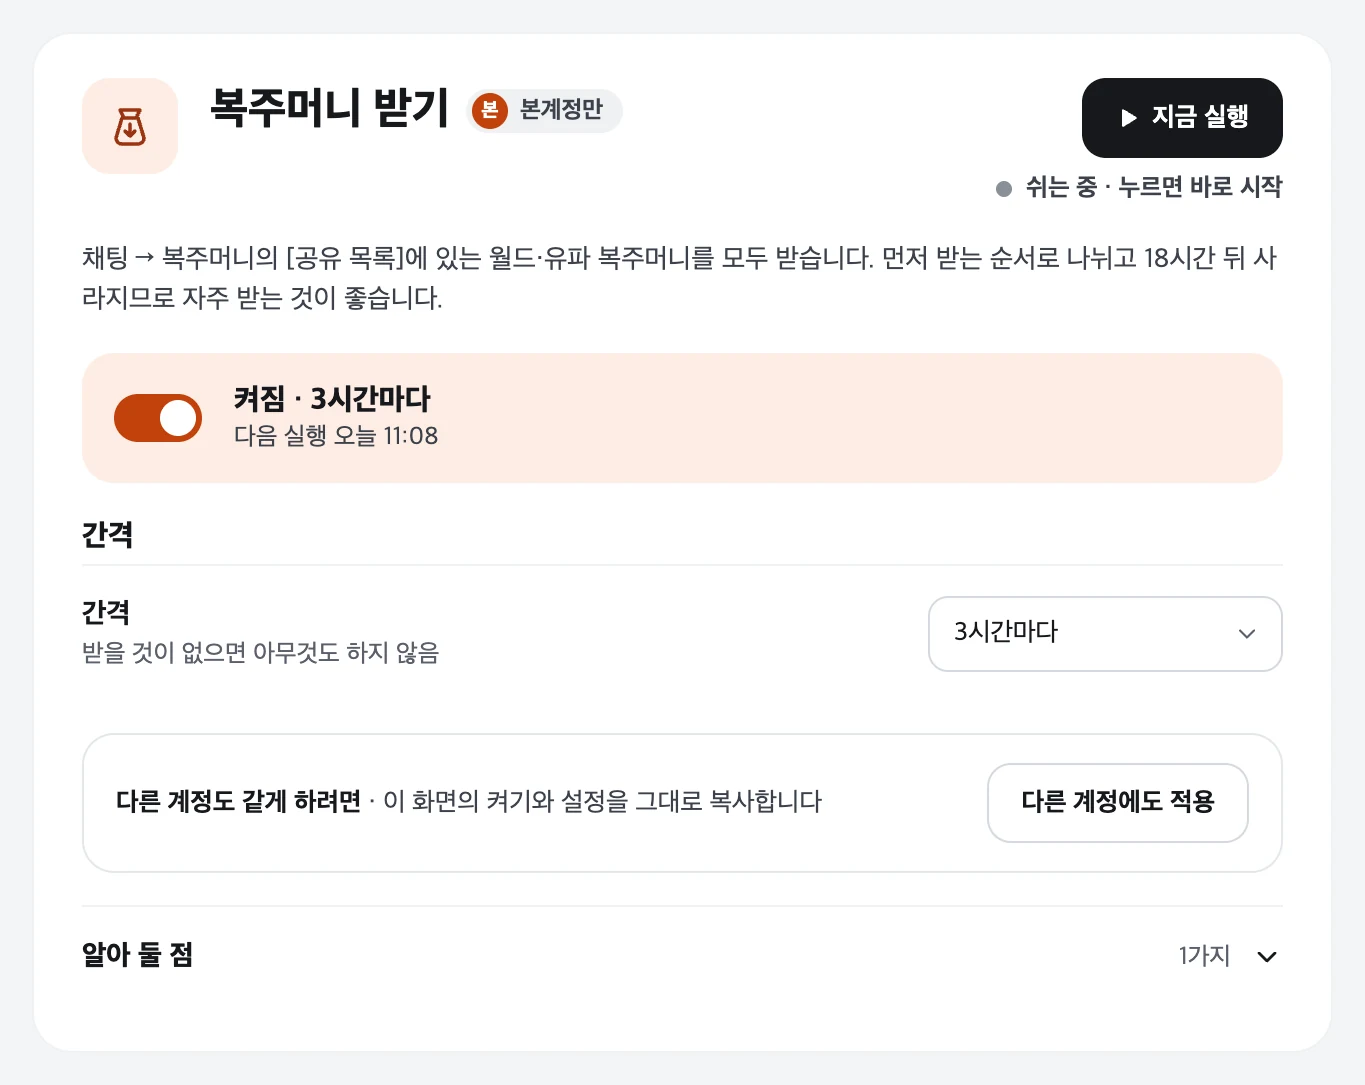 복주머니 받기
본 본계정만
지금 실행
쉬는 중 · 누르면 바로 시작
채팅 → 복주머니의 [공유 목록]에 있는 월드·유파 복주머니를 모두 받습니다. 먼저 받는 순서로 나뉘고 18시간 뒤 사
라지므로 자주 받는 것이 좋습니다.
켜짐 · 3시간마다
다음 실행 오늘 11:08
간격
간격
받을 것이 없으면 아무것도 하지 않음
3시간마다
다른 계정도 같게 하려면 · 이 화면의 켜기와 설정을 그대로 복사합니다
다른 계정에도 적용
알아 둘 점
1가지